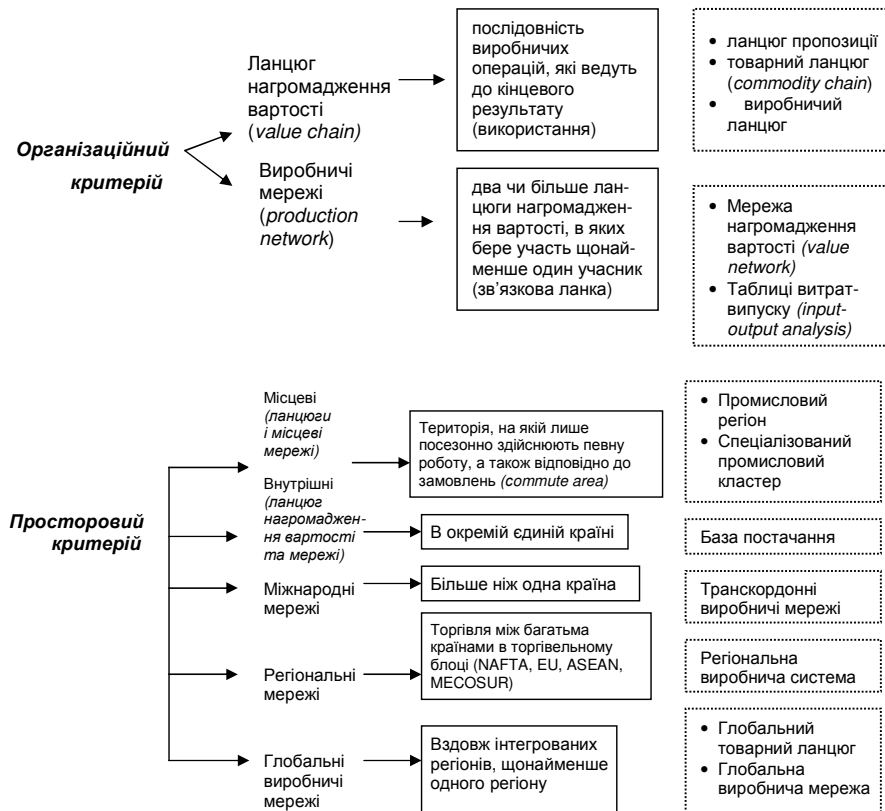 Організаційний
критерій
Ланцюг
нагромадження
вартості
(value chain)
послідовність
виробничих
операцій, які ведуть
до кінцевого
результату
(використання)
• ланцюг пропозиції
• товарний ланцюг
(commodity chain)
• виробничий
ланцюг
Виробничі
мережі
(production
network)
два чи більше лан-
цюги нагромаджен-
ня вартості, в яких
бере участь щонай-
менше один учасник
(зв’язкова ланка)
• Мережа
нагромадження
вартості (value
network)
• Таблиці витрат-
випуску (input-
output analysis)
Просторовий
критерій
Місцеві
(ланцюги
і місцеві
мережі)
Територія, на якій лише
посезонно здійснюють певну
роботу, а також відповідно до
замовлень (commute area)
• Промисловий
регіон
• Спеціалізований
промисловий
кластер
Внутрішні
(ланцюг
нагромаджен-
ня вартості
та мережі)
В окремій єдиній країні
База постачання
Міжнародні
мережі
Більше ніж одна країна
Транскордонні
виробничі мережі
Регіональні
мережі
Торгівля між багатьма
країнами в торгівельному
блоці (NAFTA, EU, ASEAN,
MECOSUR)
Регіональна
виробнича система
Глобальні
виробничі
мережі
Вздовж інтегрованих
регіонів, щонайменше
одного регіону
• Глобальний
товарний ланцюг
• Глобальна
виробнича мережа